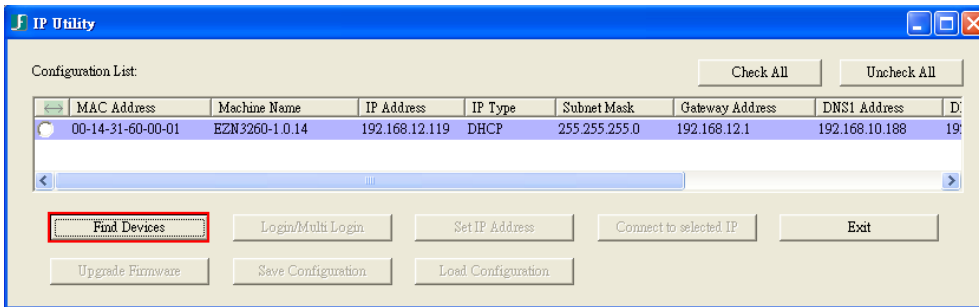 IP Utility
Configuration List:
Check All
Uncheck All
MAC Address Machine Name IP Address IP Type Subnet Mask Gateway Address DNS1 Address
00-14-31-60-00-01 EZN3260-1.0.14 192.168.12.119 DHCP 255.255.255.0 192.168.12.1 192.168.10.188
Find Devices Login/Multi Login Set IP Address Connect to selected IP Exit
Upgrade Firmware Save Configuration Load Configuration